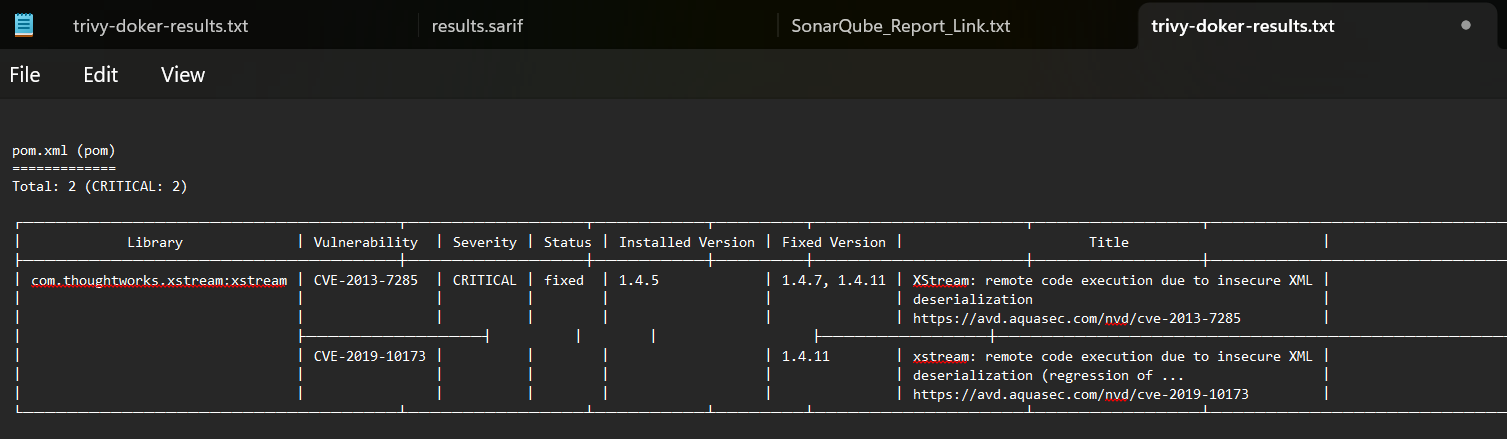 trivy-doker-results.txt results.sarif SonarQube_Report_Link.txt trivy-doker-results.txt
File Edit View
pom.xml (pom)
=============
Total: 2 (CRITICAL: 2)
Library | Vulnerability | Severity | Status | Installed Version | Fixed Version | Title
com.thoughtworks.xstream:xstream | CVE-2013-7285 | CRITICAL | fixed | 1.4.5 | 1.4.7, 1.4.11 | XStream: remote code execution due to insecure XML
deserialization
https://avd.aquasec.com/nvd/cve-2013-7285
CVE-2019-10173 | 1.4.11 | xstream: remote code execution due to insecure XML
deserialization (regression of ...
https://avd.aquasec.com/nvd/cve-2019-10173